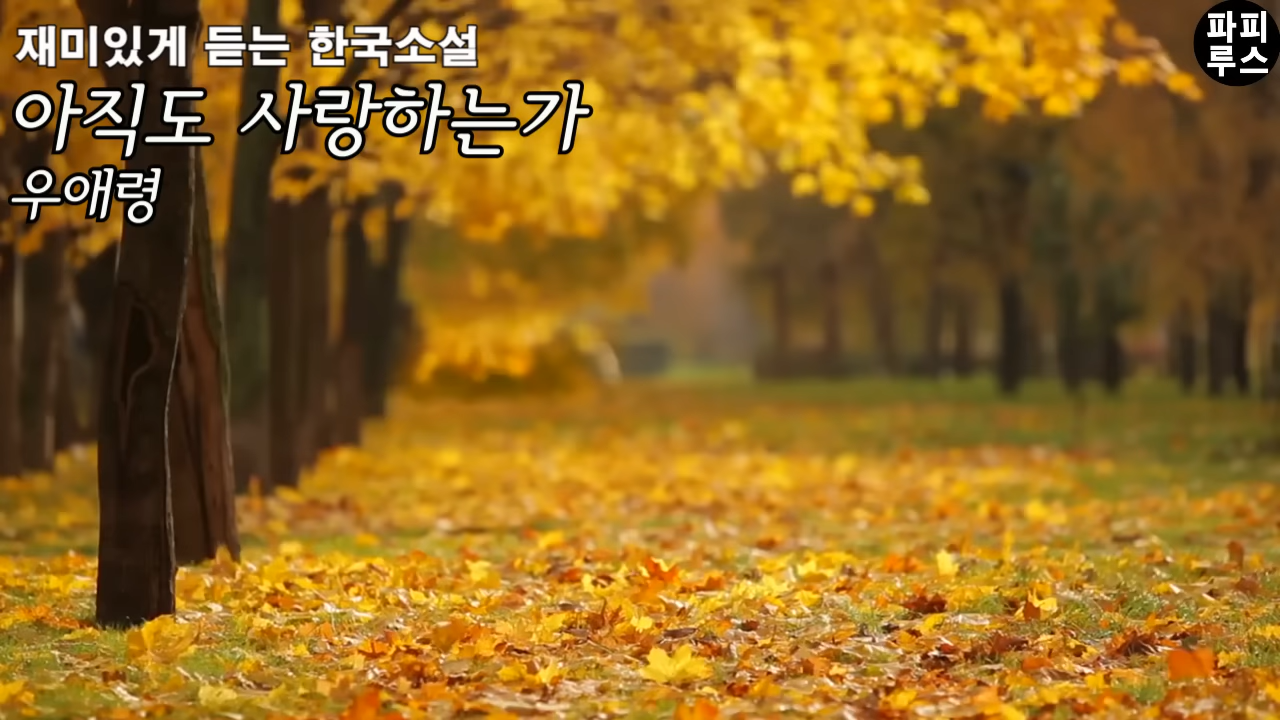 재미있게 듣는 한국소설
아직도 사랑하는가
우애령
파피
루스